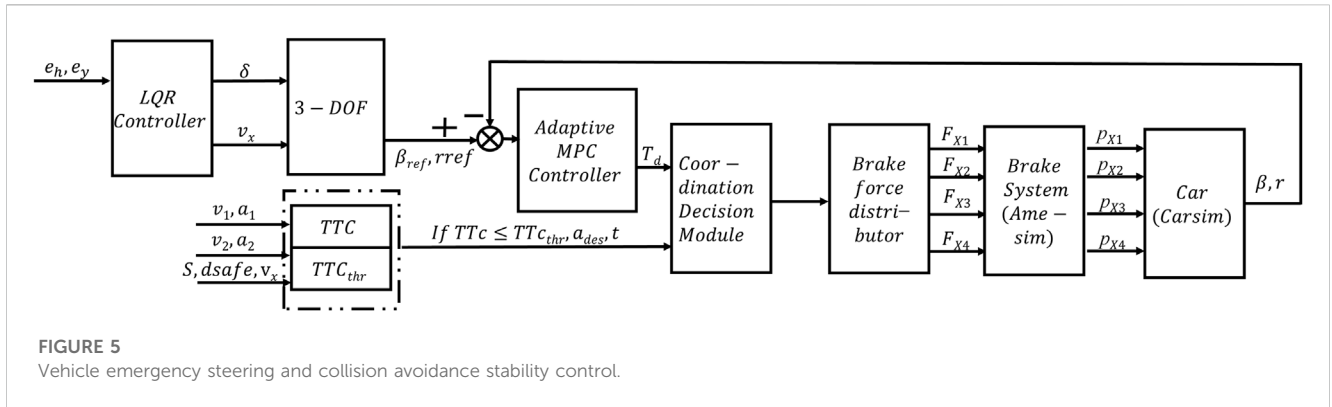 e_h, e_y
LQR
Controller
δ
v_x
3 − DOF
+
−
β_ref, rref
Adaptive
MPC
Controller
T_d
v_1, a_1
v_2, a_2
S, dsafe, v_x
TTC
TTC_thr
If TTc ≤ TTc_thr, a_des, t
Coor −
dination
Decision
Module
Brake
force
distri−
butor
F_X1
F_X2
F_X3
F_X4
Brake
System
(Ame −
sim)
p_X1
p_X2
p_X3
p_X4
Car
(Carsim)
β, r
FIGURE 5
Vehicle emergency steering and collision avoidance stability control.